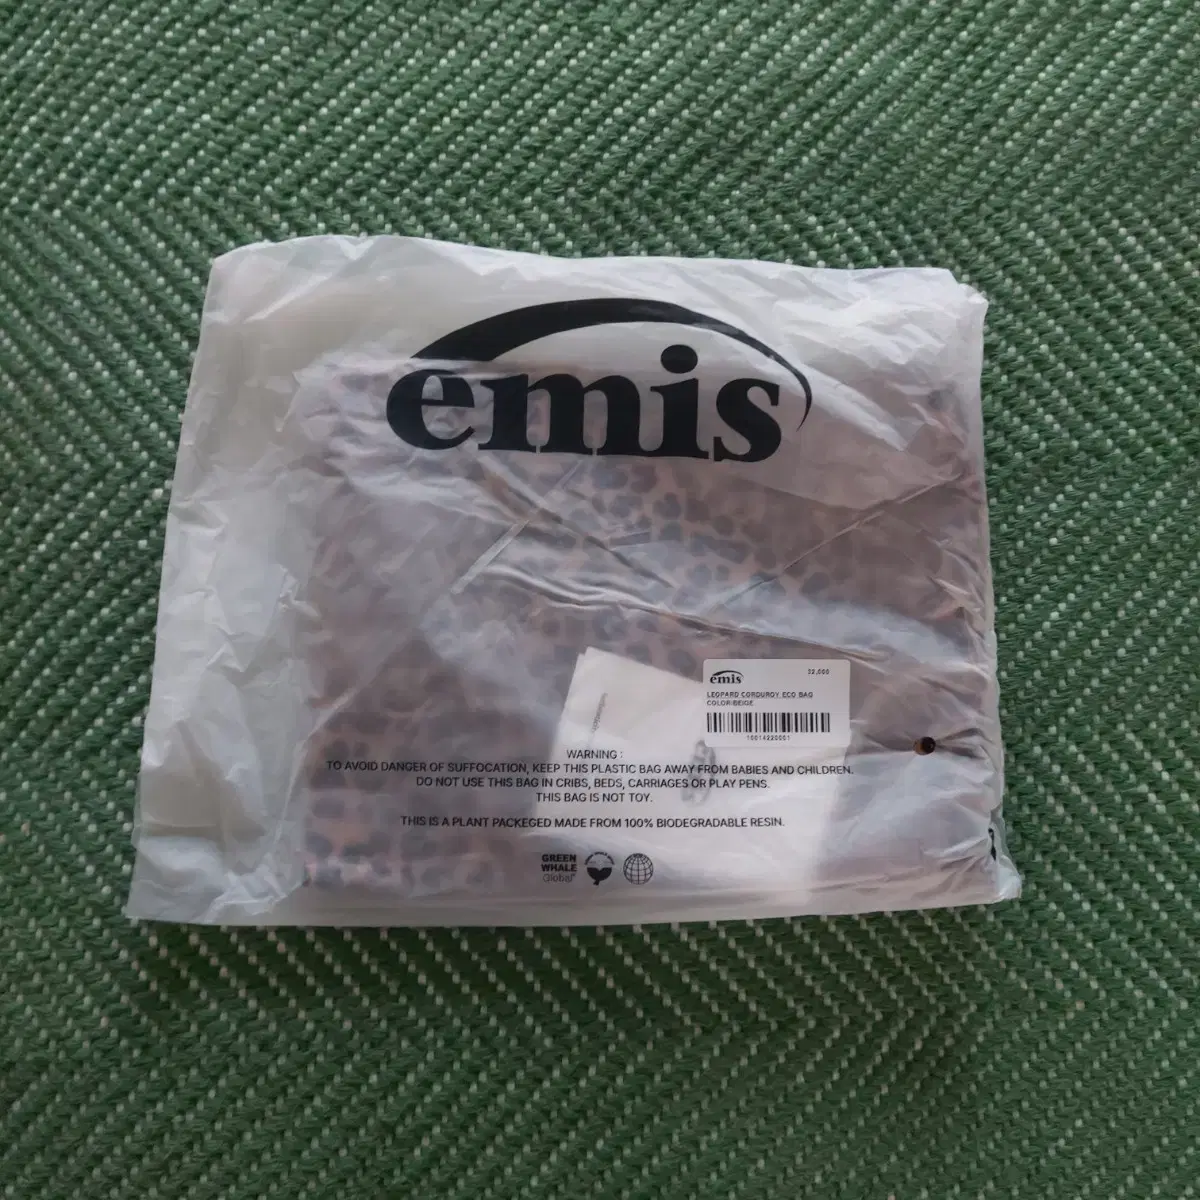 emis
emis 32,000
LEOPARD CORDUROY ECO BAG
COLOR:BEIGE
WARNING :
TO AVOID DANGER OF SUFFOCATION, KEEP THIS PLASTIC BAG AWAY FROM BABIES AND CHILDREN.
DO NOT USE THIS BAG IN CRIBS, BEDS, CARRIAGES OR PLAY PENS.
THIS BAG IS NOT TOY.
THIS IS A PLANT PACKEGED MADE FROM 100% BIODEGRADABLE RESIN.
GREEN
WHALE
Global